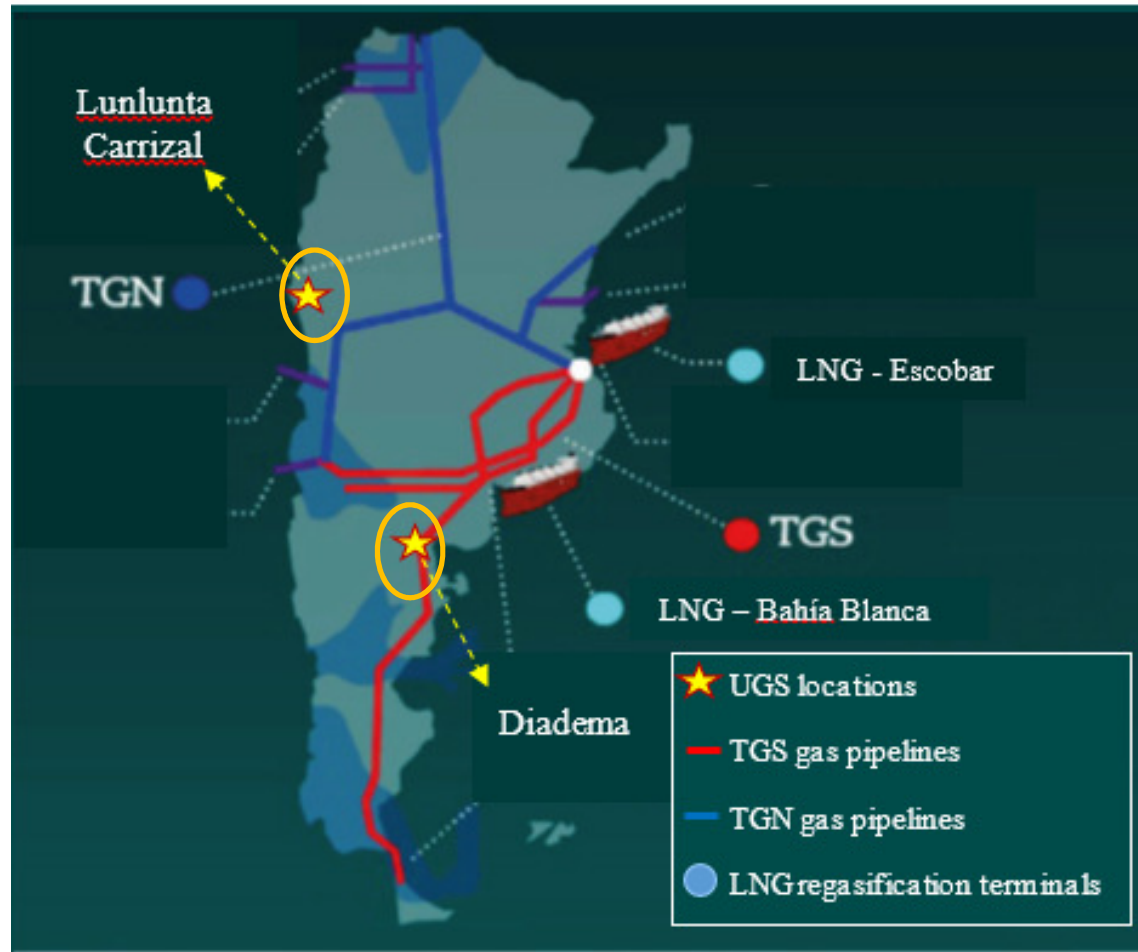 Lunlunta
Carrizal
TGN
LNG - Escobar
TGS
LNG – Bahía Blanca
Diadema
UGS locations
TGS gas pipelines
TGN gas pipelines
LNG regasification terminals